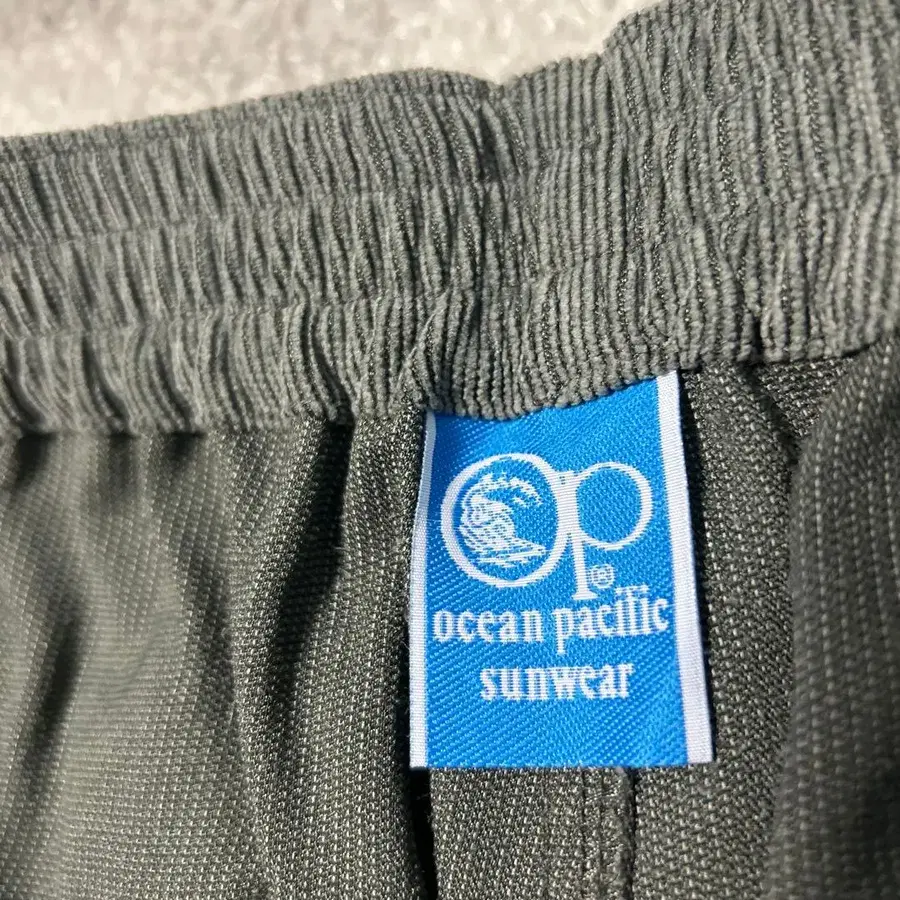 op®
ocean pacific
sunwear